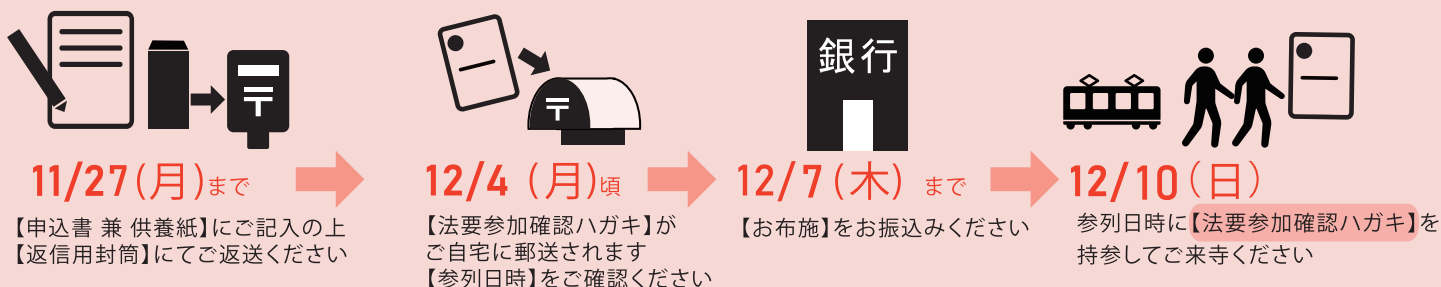 〒
11/27(月)まで
【申込書 兼 供養紙】にご記入の上
【返信用封筒】にてご返送ください
〒
12/4(月)頃
【法要参加確認ハガキ】が
ご自宅に郵送されます
【参列日時】をご確認ください
銀行
12/7(木) まで
【お布施】をお振込みください
12/10(日)
参列日時に【法要参加確認ハガキ】を
持参してご来寺ください